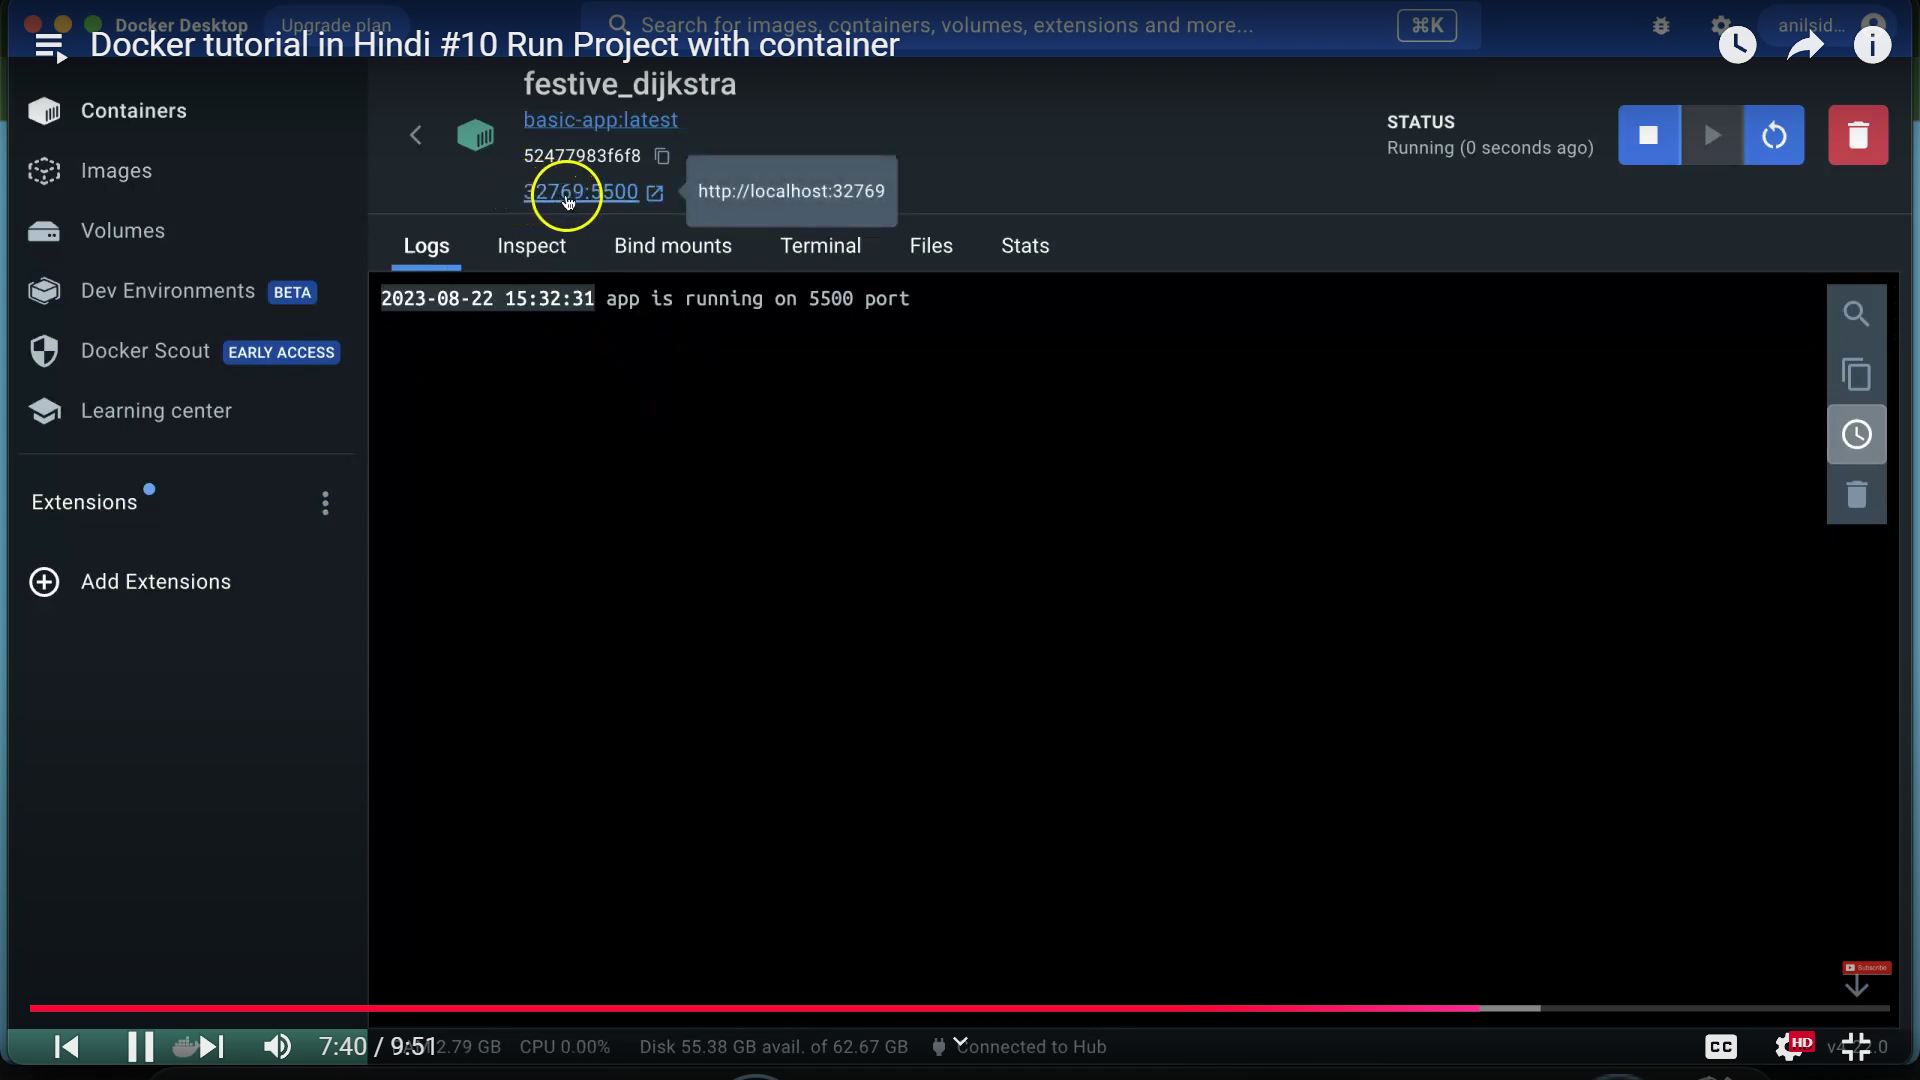 Docker Desktop
Upgrade plan
Search for images, containers, volumes, extensions and more...
⌘K
anilsid...
Docker tutorial in Hindi #10 Run Project with container
Containers
Images
Volumes
Dev Environments BETA
Docker Scout EARLY ACCESS
Learning center
Extensions
Add Extensions
festive_dijkstra
basic-app:latest
52477983f6f8
32769:5500
http://localhost:32769
STATUS
Running (0 seconds ago)
Logs Inspect Bind mounts Terminal Files Stats
2023-08-22 15:32:31 app is running on 5500 port
Subscribe
7:40 / 9:51
2.79 GB CPU 0.00% Disk 55.38 GB avail. of 62.67 GB Connected to Hub
CC
HD